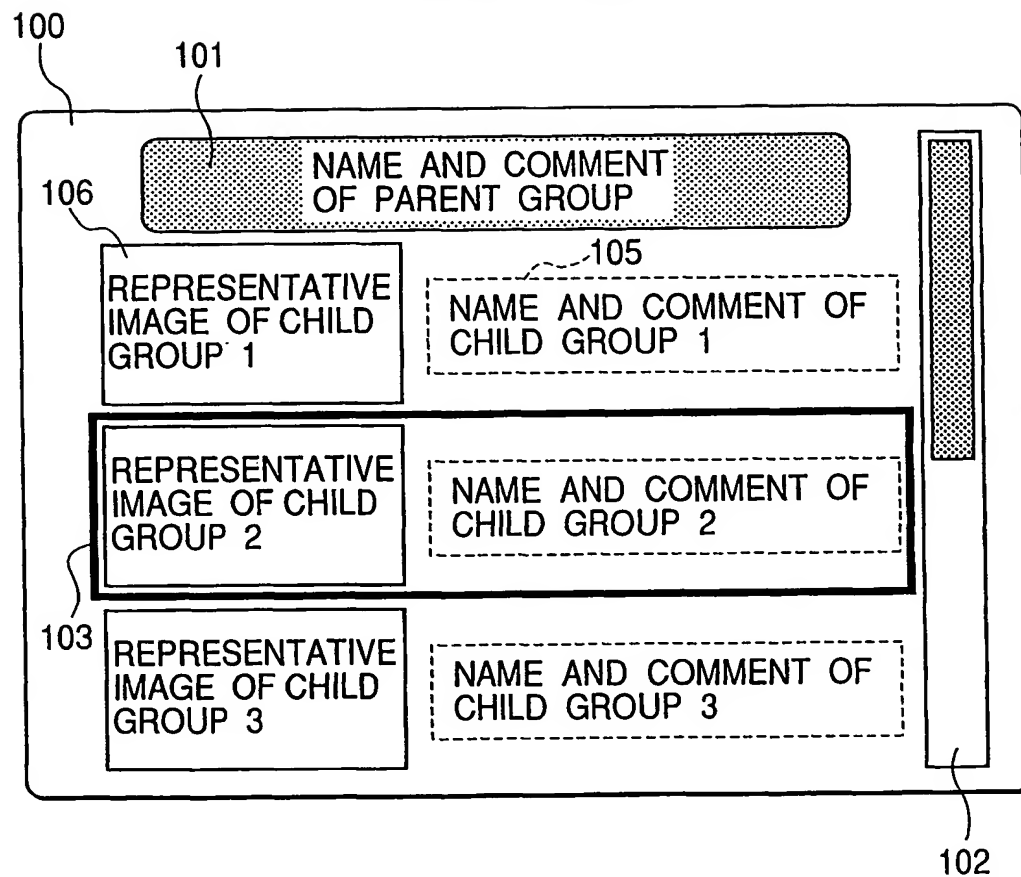 100
101
NAME AND COMMENT
OF PARENT GROUP
106
105
REPRESENTATIVE
IMAGE OF CHILD
GROUP 1
NAME AND COMMENT OF
CHILD GROUP 1
REPRESENTATIVE
IMAGE OF CHILD
GROUP 2
NAME AND COMMENT OF
CHILD GROUP 2
103
REPRESENTATIVE
IMAGE OF CHILD
GROUP 3
NAME AND COMMENT OF
CHILD GROUP 3
102